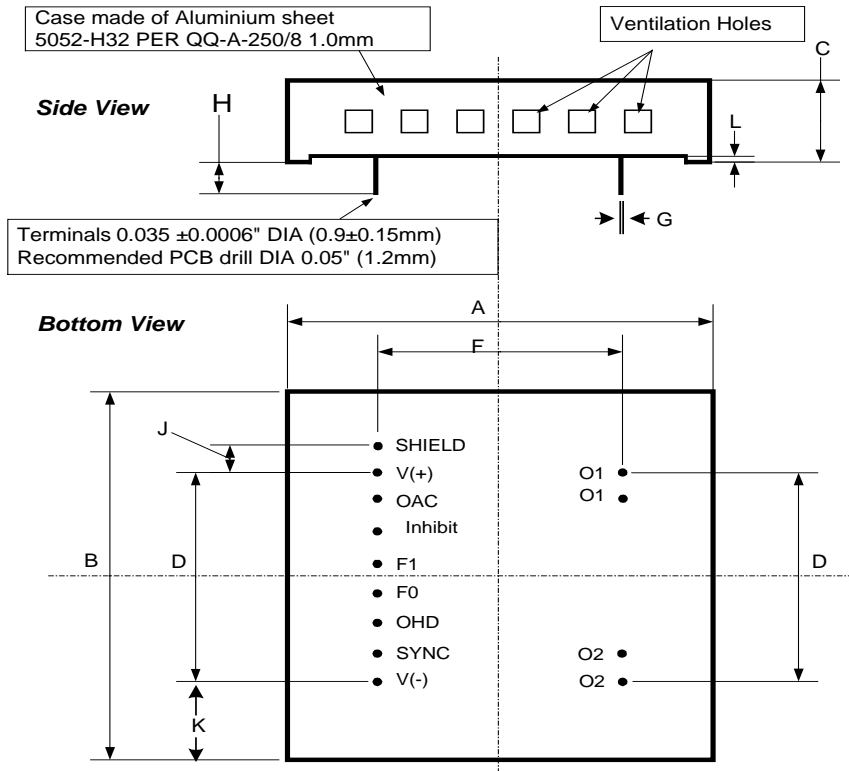 Case made of Aluminium sheet
5052-H32 PER QQ-A-250/8 1.0mm
Ventilation Holes
C
Side View
H
L
G
Terminals 0.035 ±0.0006" DIA (0.9±0.15mm)
Recommended PCB drill DIA 0.05" (1.2mm)
Bottom View
A
F
J
SHIELD
V(+)
O1
OAC
O1
Inhibit
B
D
F1
D
F0
OHD
SYNC
O2
V(-)
O2
K